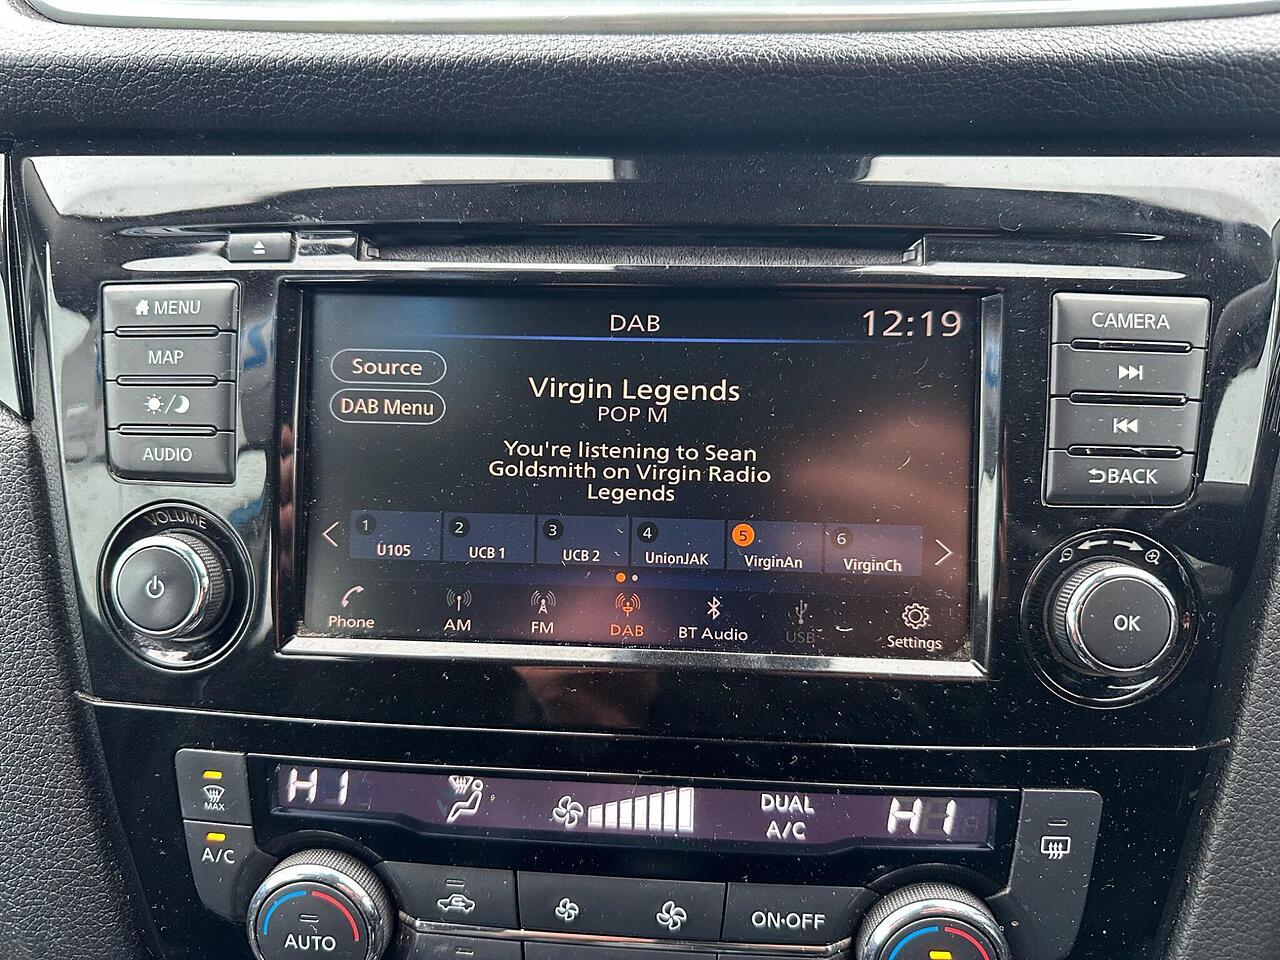 DAB
12:19
MENU
MAP
AUDIO
VOLUME
Source
DAB Menu
Virgin Legends
POP M
You're listening to Sean
Goldsmith on Virgin Radio
Legends
1
U105
2
UCB 1
3
UCB 2
4
UnionJAK
5
VirginAn
6
VirginCh
Phone
AM
FM
DAB
BT Audio
USB
Settings
CAMERA
BACK
OK
MAX
A/C
HI
DUAL
A/C
HI
AUTO
ON·OFF